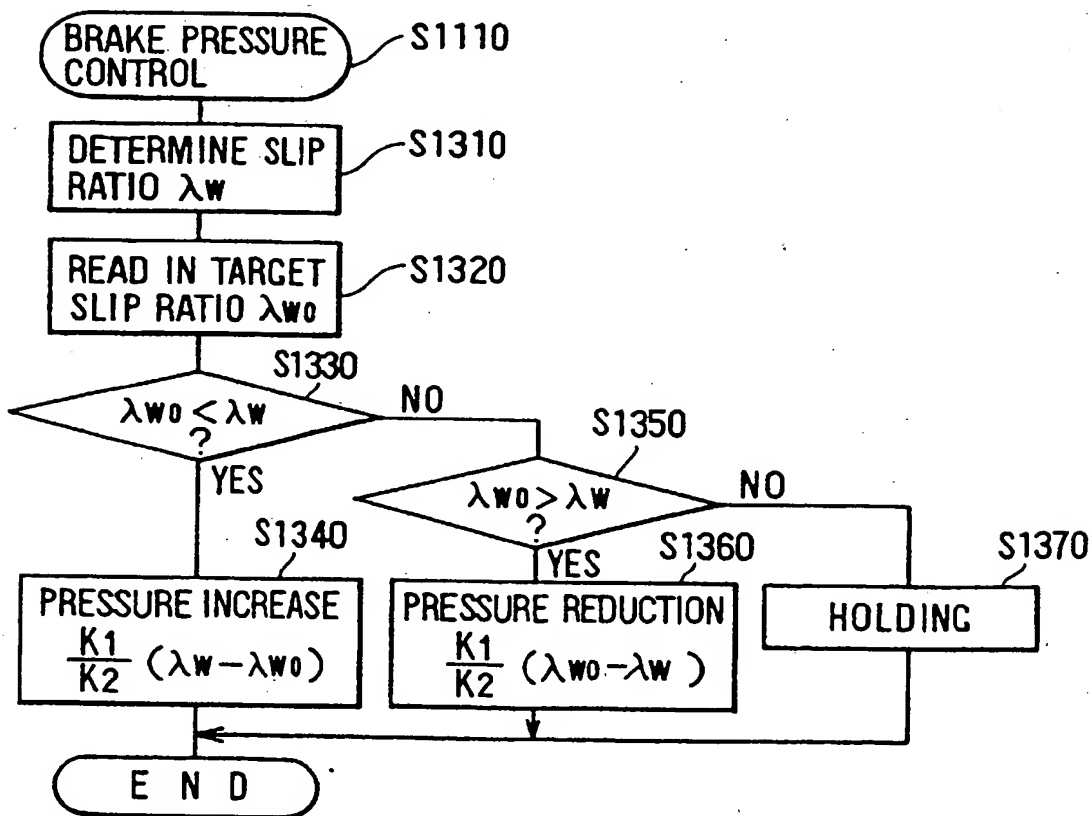 BRAKE PRESSURE
CONTROL
S1110
DETERMINE SLIP
RATIO λW
S1310
READ IN TARGET
SLIP RATIO λW0
S1320
S1330
λW0 < λW
?
NO
YES
S1350
λW0 > λW
?
NO
YES
S1340
PRESSURE INCREASE
K1
K2
(λW-λW0)
S1360
PRESSURE REDUCTION
K1
K2
(λW0-λW)
S1370
HOLDING
END